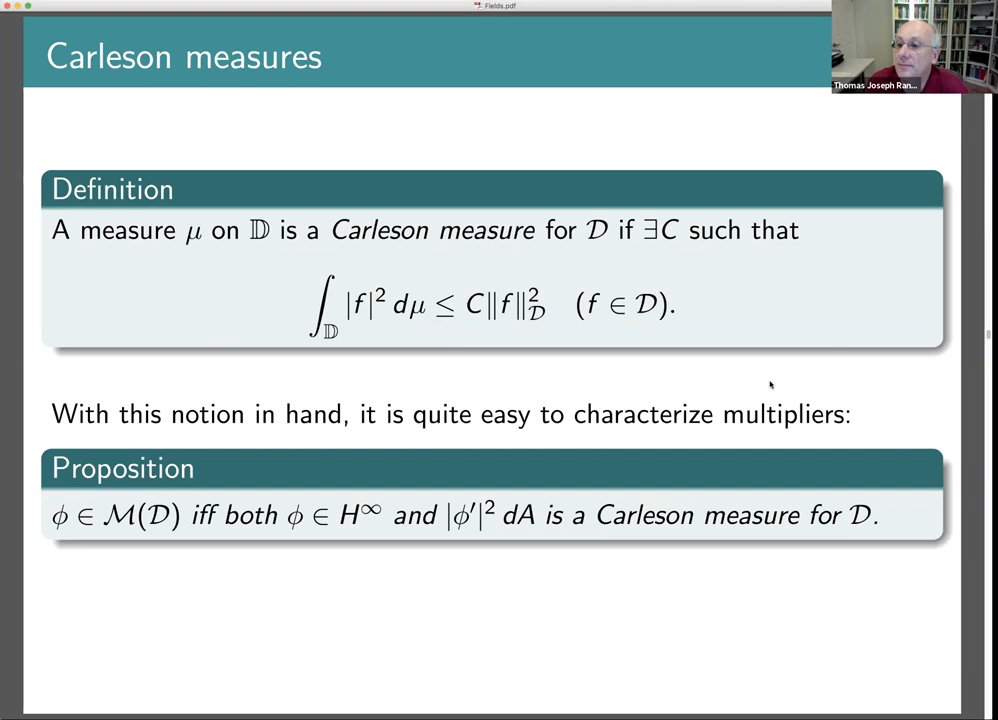 Fields.pdf
Carleson measures
Thomas Joseph Ran...
Definition
A measure μ on 𝔻 is a Carleson measure for 𝒟 if ∃C such that
∫_𝔻 |f|² dμ ≤ C‖f‖²_𝒟 (f ∈ 𝒟).
With this notion in hand, it is quite easy to characterize multipliers:
Proposition
ϕ ∈ ℳ(𝒟) iff both ϕ ∈ H^∞ and |ϕ′|² dA is a Carleson measure for 𝒟.